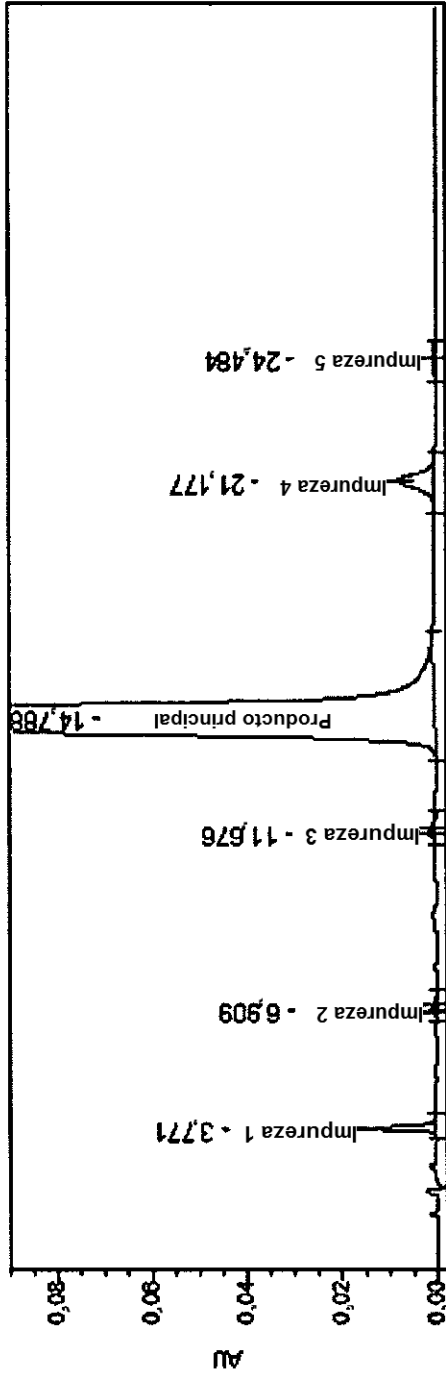 AU
0,08
0,06
0,04
0,02
0,00
Impureza 1 - 3,771
Impureza 2 - 6,909
Impureza 3 - 11,676
Producto principal - 14,788
Impureza 4 - 21,177
Impureza 5 - 24,484